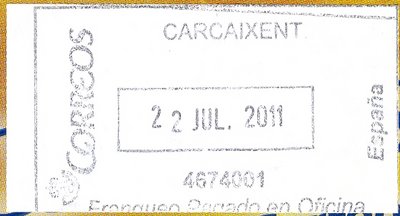 CARCAIXENT
CORREOS
22 JUL. 2011
España
4674001
Franqueo Pagado en Oficina